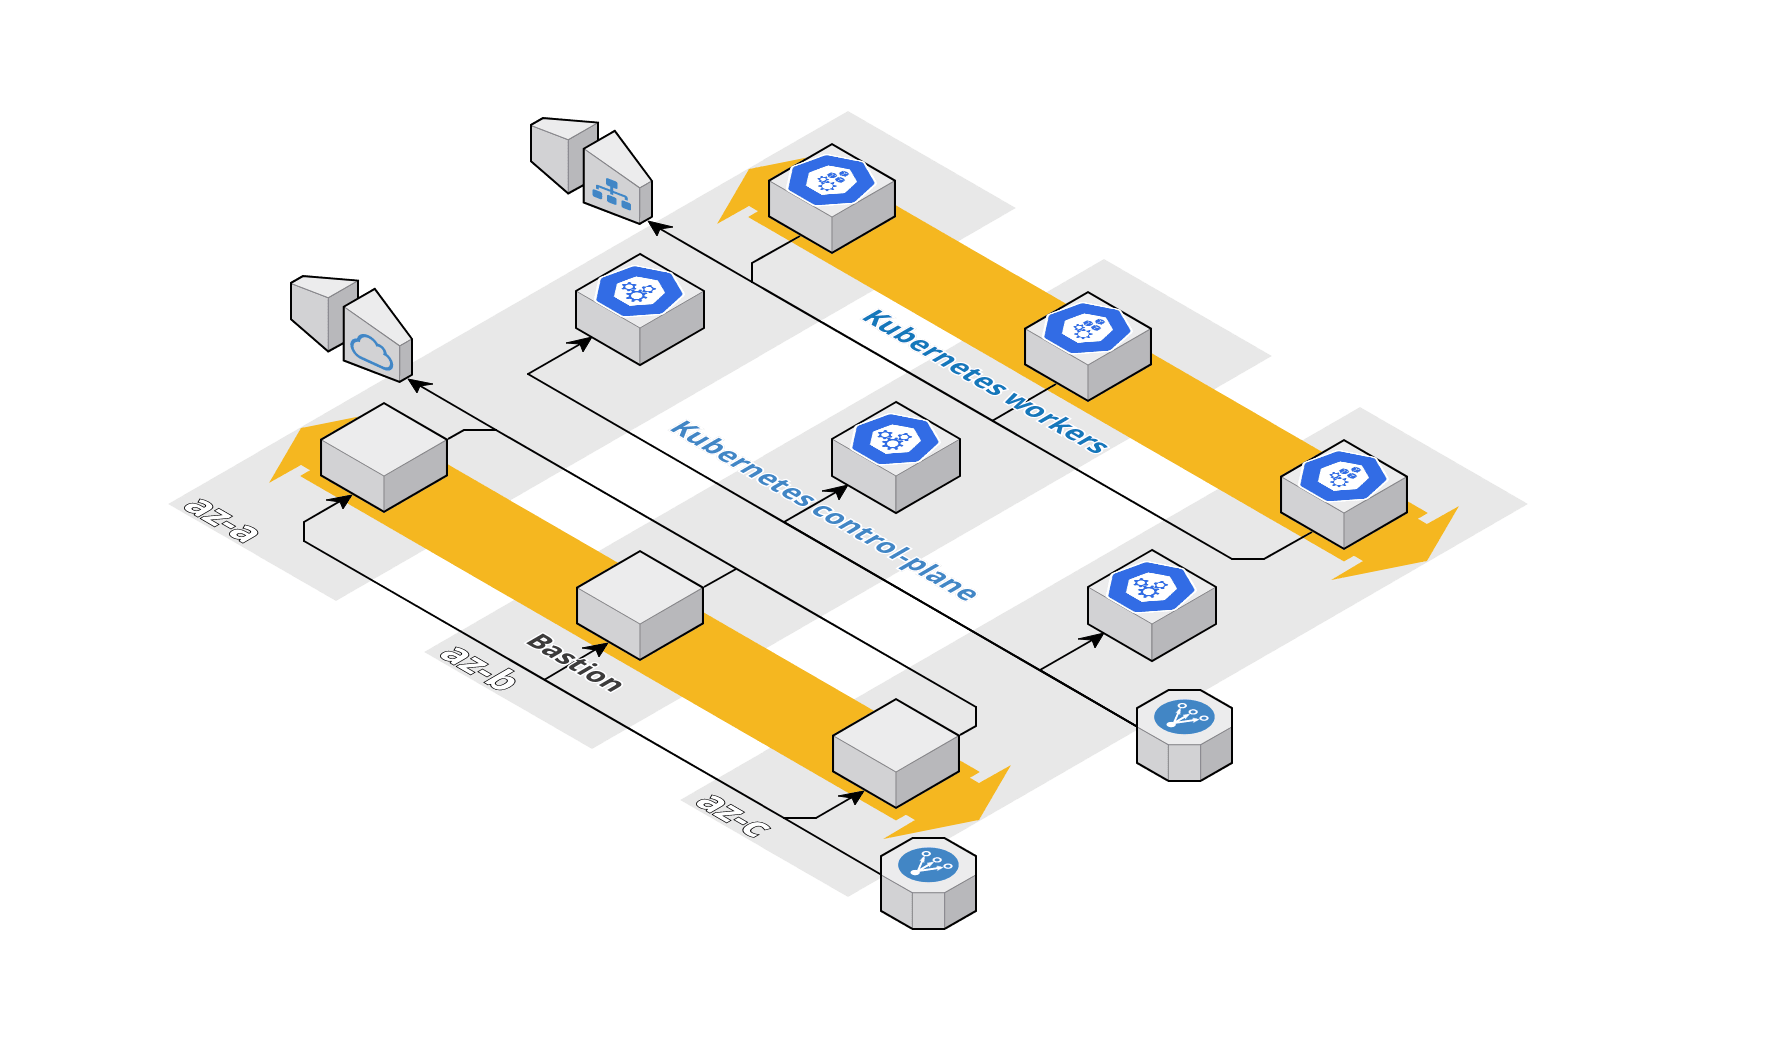 Kubernetes workers
Kubernetes control-plane
az-a
Bastion
az-b
az-c